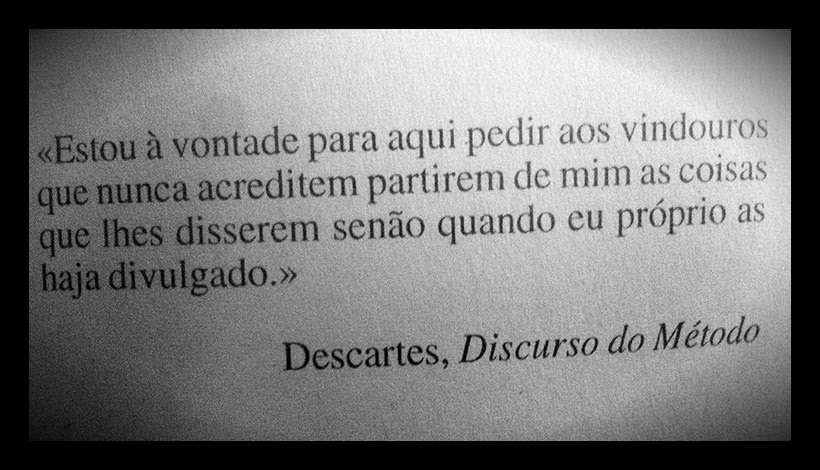 «Estou à vontade para aqui pedir aos vindouros
que nunca acreditem partirem de mim as coisas
que lhes disserem senão quando eu próprio as
haja divulgado.»
Descartes, Discurso do Método